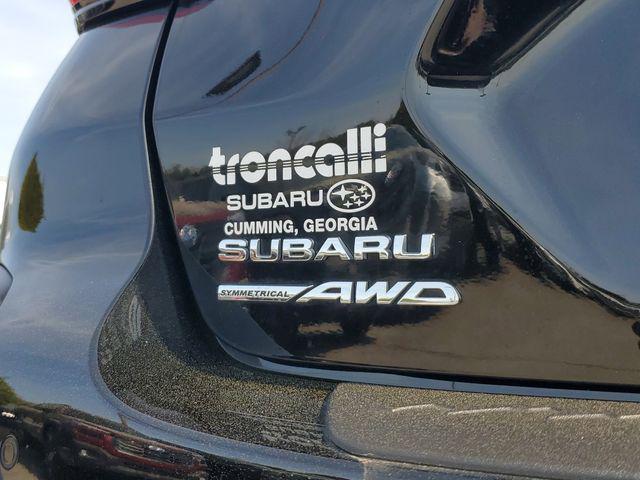 troncalli
SUBARU
CUMMING, GEORGIA
SUBARU
SYMMETRICAL AWD